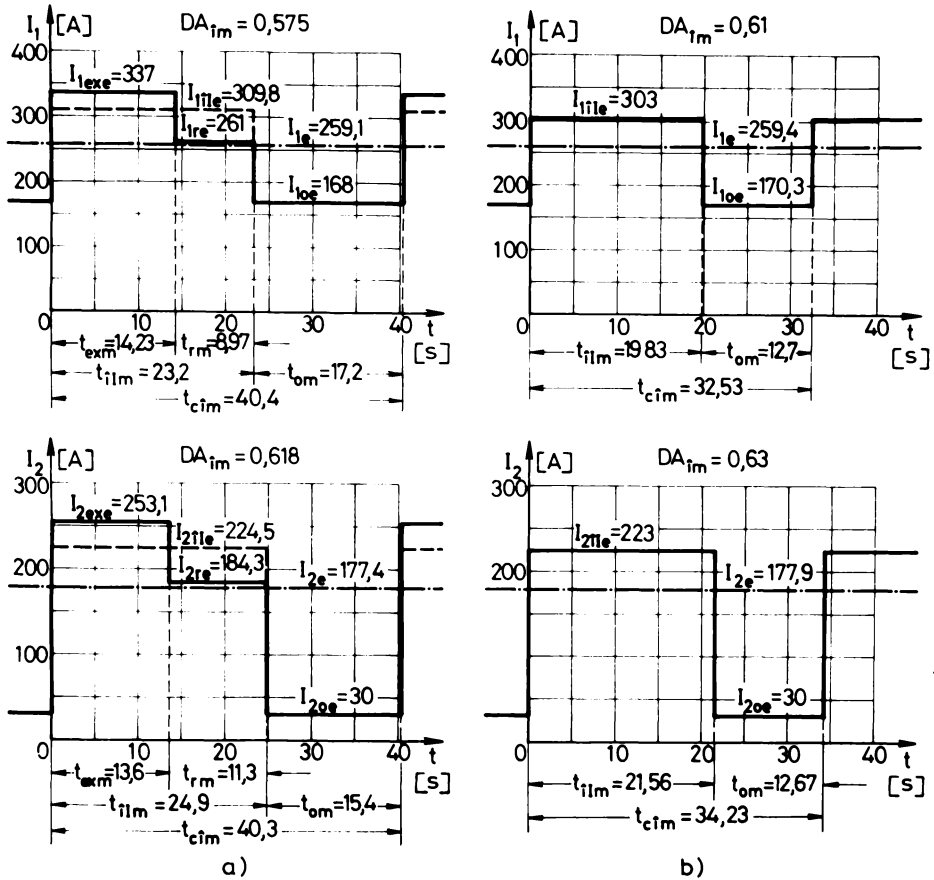 I₁ [A] DAîm=0,575
400
I1exe=337
I1île=309,8
300
I1re=261
I1e=259,1
200
I1oe=168
100
0 10 20 30 40 t
[s]
texm=14,23 trm=8,97
tîlm=23,2 tom=17,2
tcîm=40,4
I₁ [A] DAîm=0,61
400
I1île=303
300
I1e=259,4
200
I1oe=170,3
100
0 10 20 30 40 t
[s]
tîlm=1983 tom=12,7
tcîm=32,53
I₂ [A] DAîm=0,618
300
I2exe=253,1
I2île=224,5
200
I2re=184,3
I2e=177,4
100
I2oe=30
0 10 20 30 40 t
[s]
texm=13,6 trm=11,3
tîlm=24,9 tom=15,4
tcîm=40,3
a)
I₂ [A] DAîm=0,63
300
I2île=223
200
I2e=177,9
100
I2oe=30
0 10 20 30 40 t
[s]
tîlm=21,56 tom=12,67
tcîm=34,23
b)